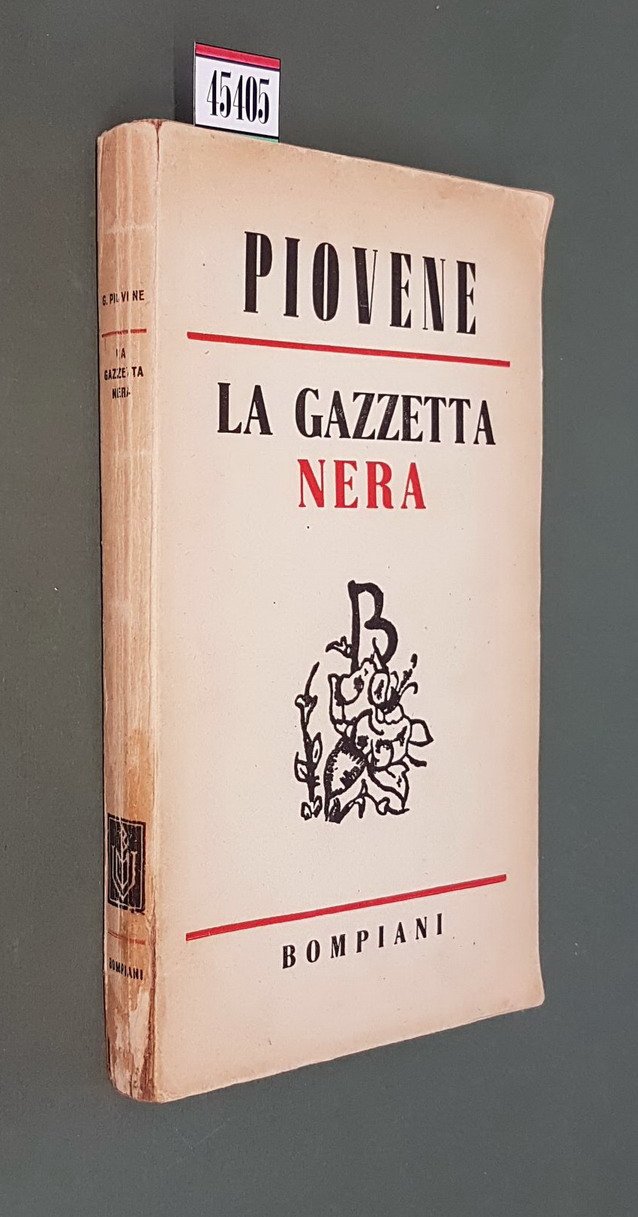 45405
PIOVENE
LA GAZZETTA
NERA
B
BOMPIANI
G. PIOVENE
LA
GAZZETTA
NERA
BOMPIANI